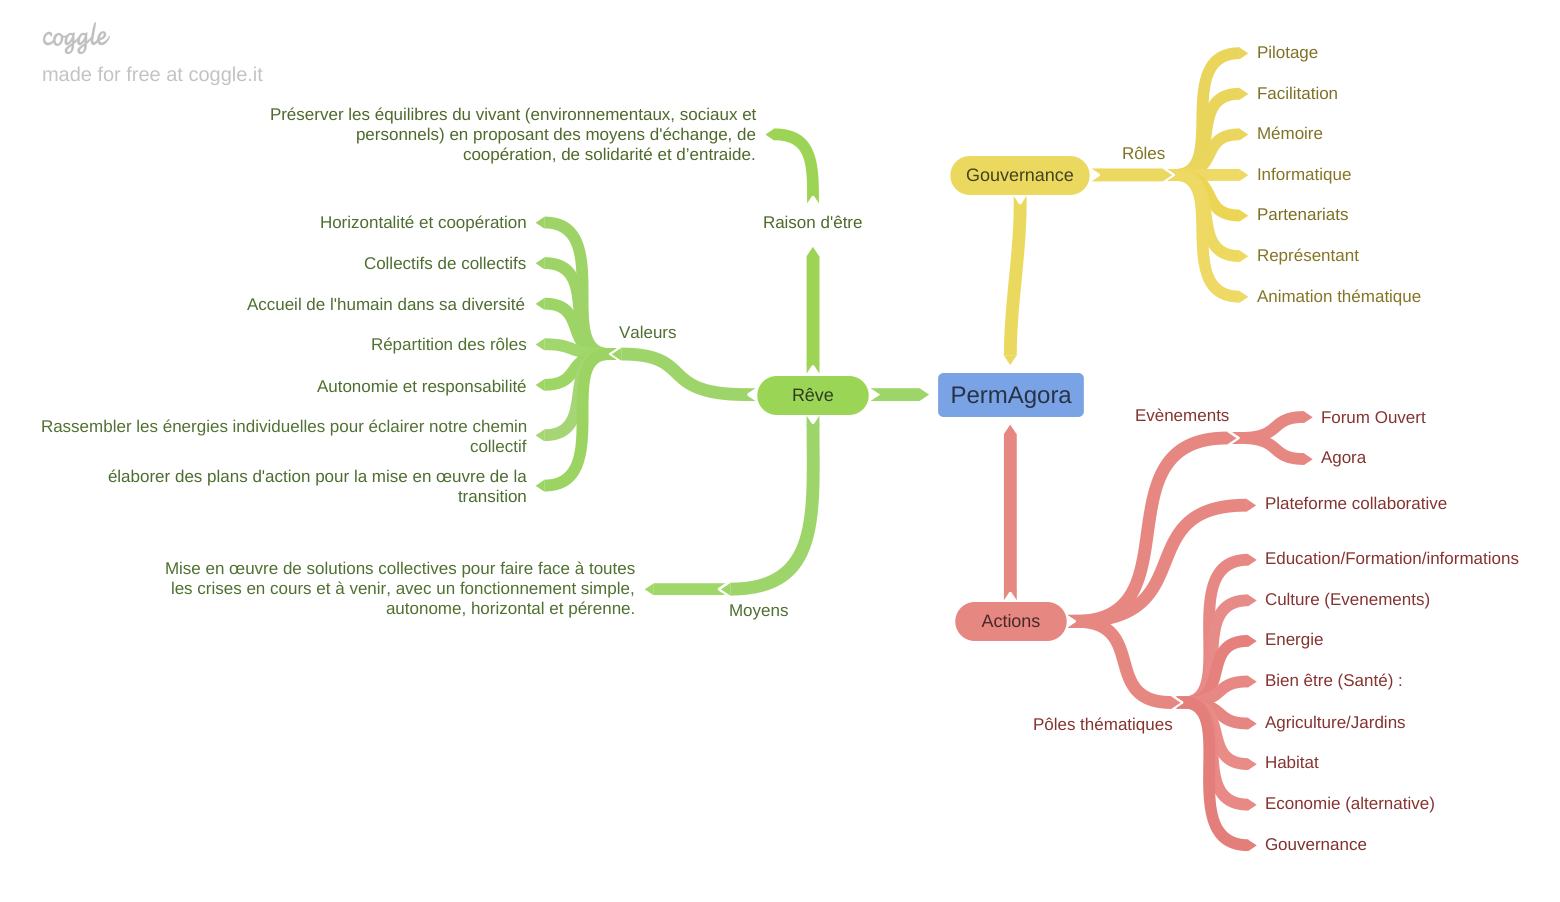 coggle
made for free at coggle.it
Préserver les équilibres du vivant (environnementaux, sociaux et
personnels) en proposant des moyens d'échange, de
coopération, de solidarité et d’entraide.
Raison d'être
Horizontalité et coopération
Collectifs de collectifs
Accueil de l'humain dans sa diversité
Répartition des rôles
Autonomie et responsabilité
Rassembler les énergies individuelles pour éclairer notre chemin
collectif
élaborer des plans d'action pour la mise en œuvre de la
transition
Valeurs
Rêve
Mise en œuvre de solutions collectives pour faire face à toutes
les crises en cours et à venir, avec un fonctionnement simple,
autonome, horizontal et pérenne.
Moyens
PermAgora
Gouvernance
Rôles
Pilotage
Facilitation
Mémoire
Informatique
Partenariats
Représentant
Animation thématique
Actions
Evènements
Forum Ouvert
Agora
Plateforme collaborative
Pôles thématiques
Education/Formation/informations
Culture (Evenements)
Energie
Bien être (Santé) :
Agriculture/Jardins
Habitat
Economie (alternative)
Gouvernance